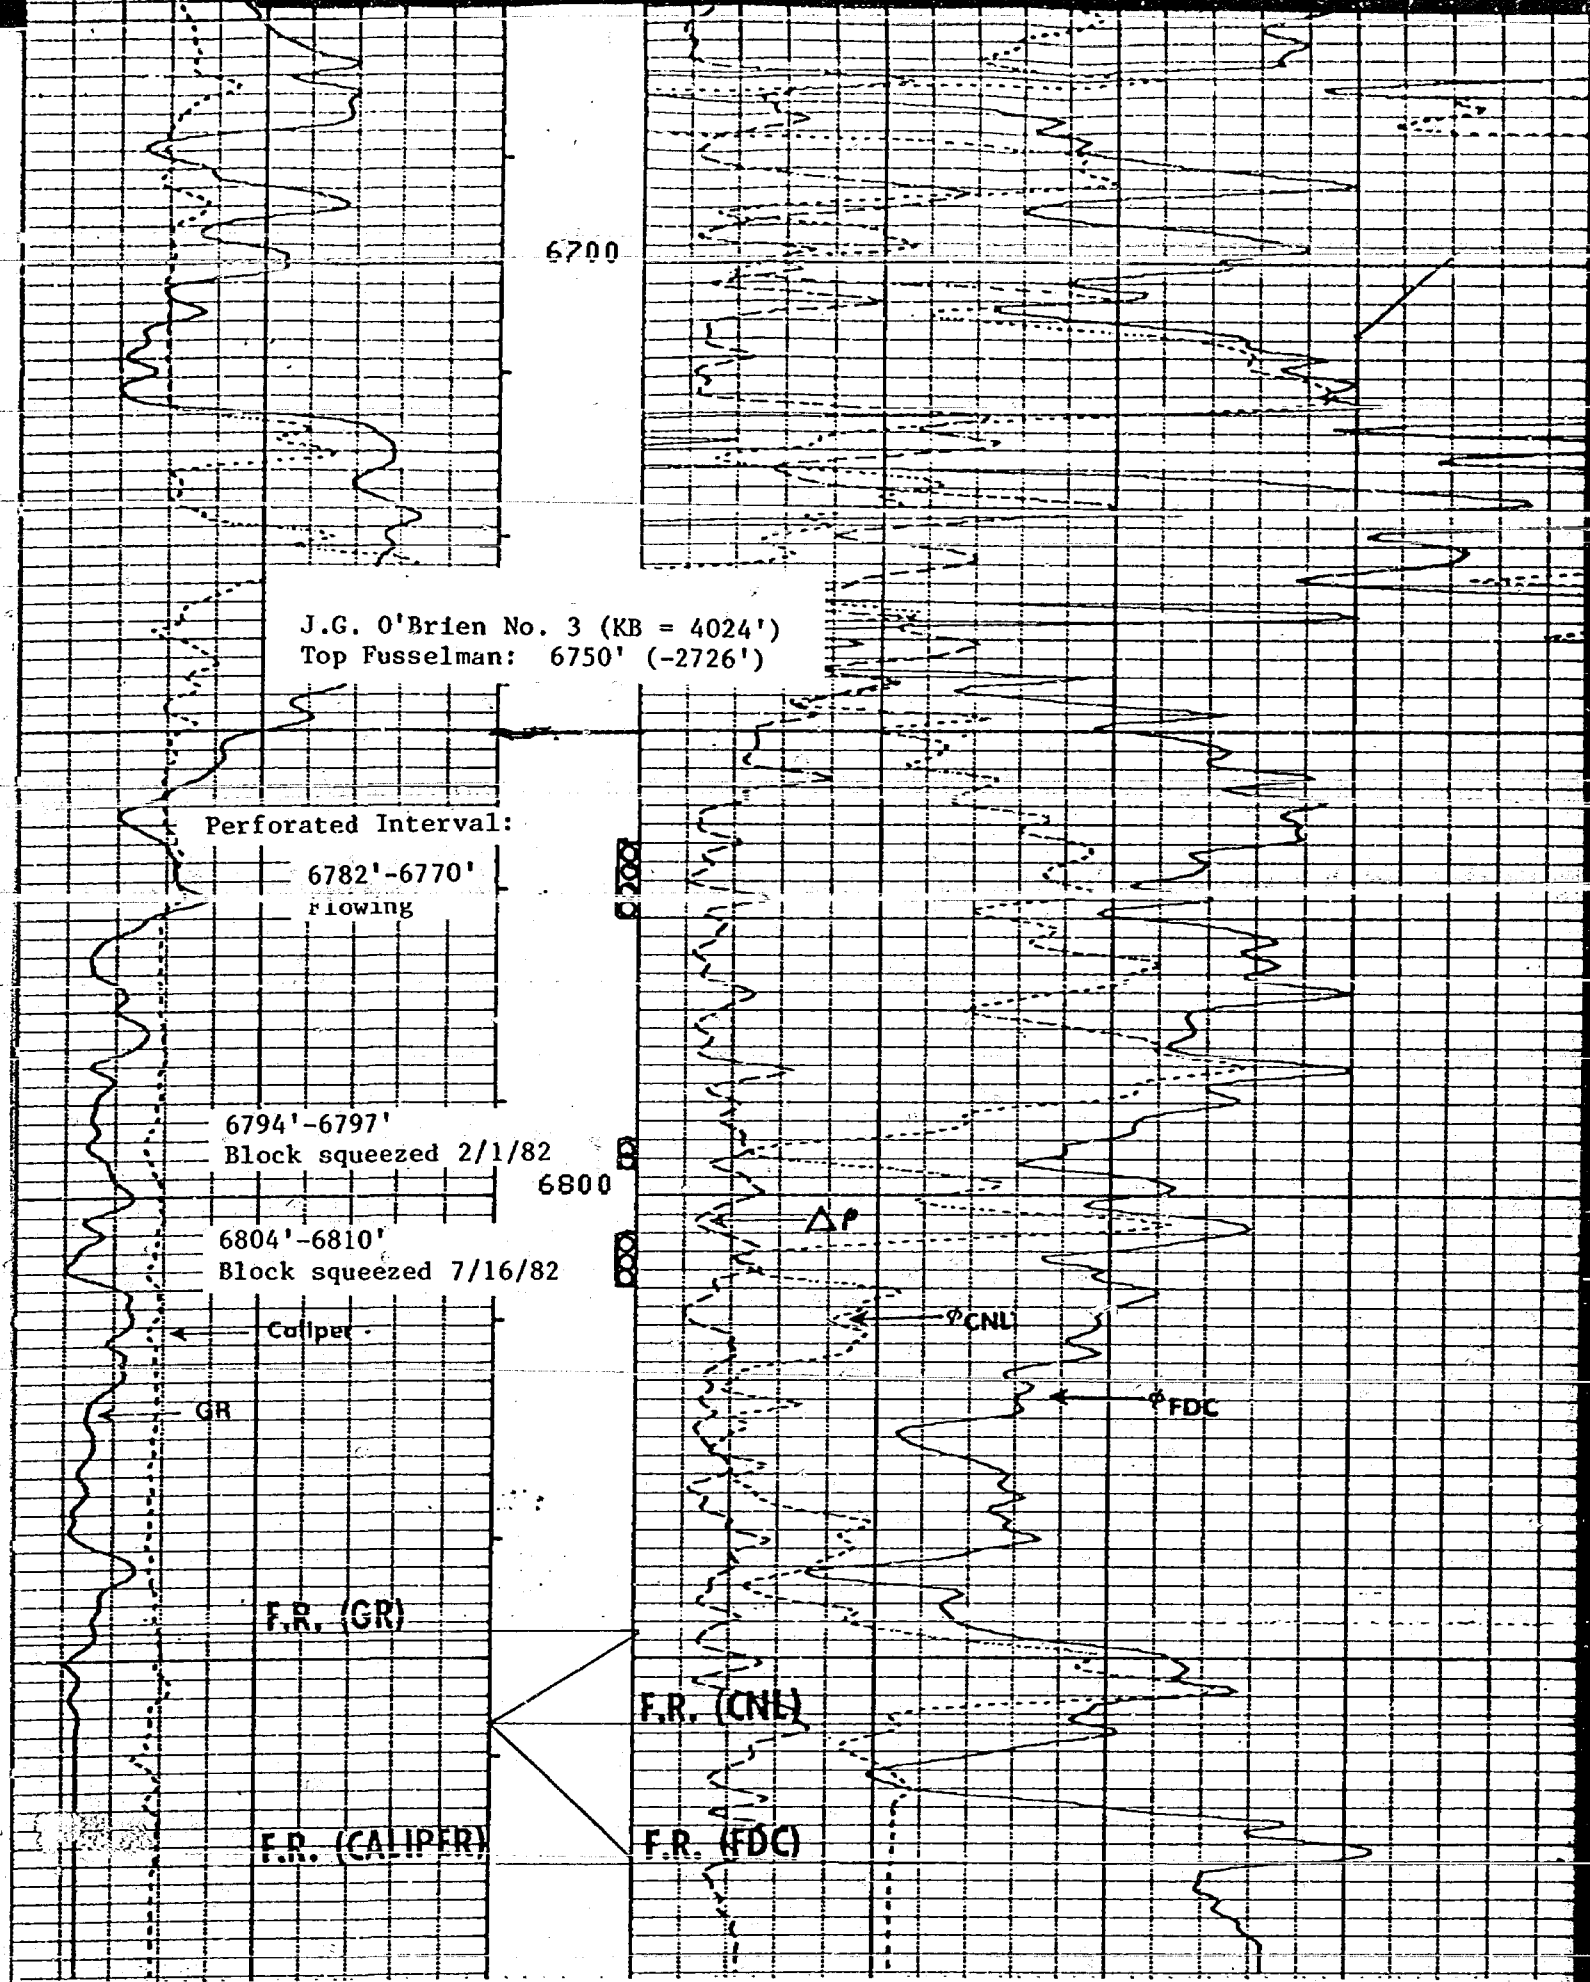 6700
J.G. O'Brien No. 3 (KB = 4024')
Top Fusselman: 6750' (-2726')
Perforated Interval:
6782'-6770'
Flowing
6794'-6797'
Block squeezed 2/1/82
6800
ΔP
6804'-6810'
Block squeezed 7/16/82
Caliper
φCNL
φFDC
GR
F.R. (GR)
F.R. (CNL)
F.R. (CALIPER)
F.R. (FDC)